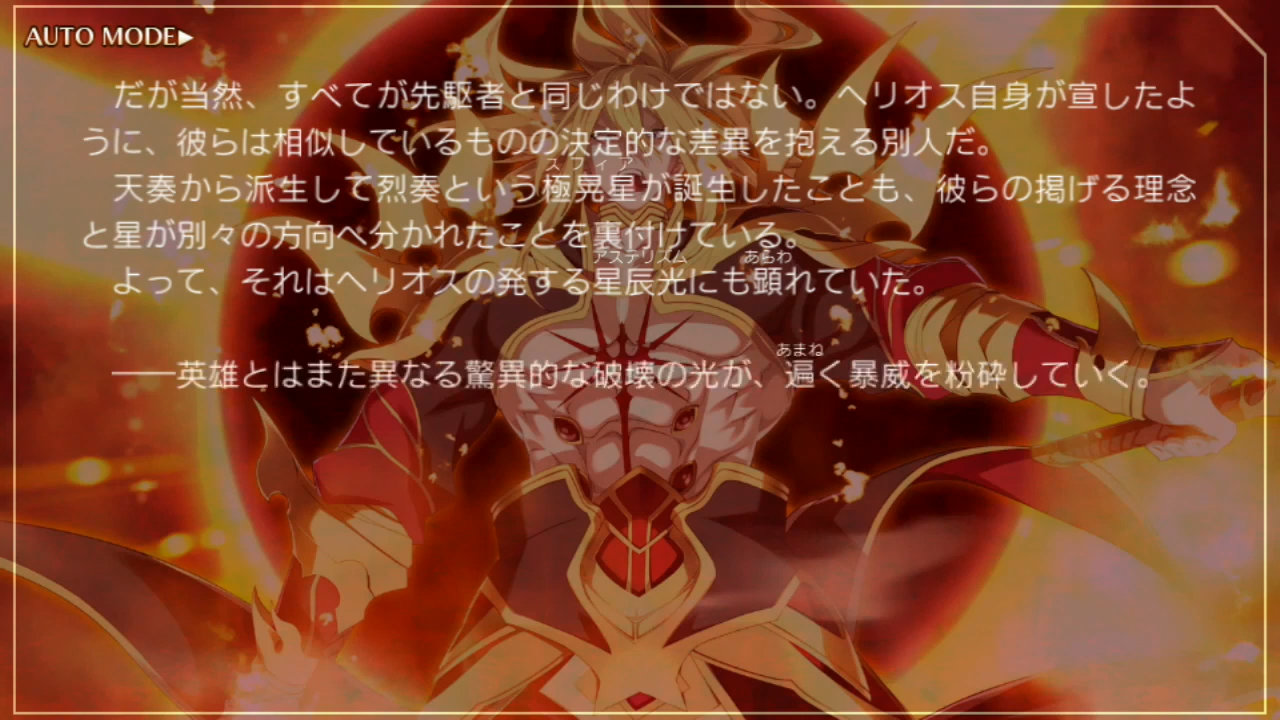 AUTO MODE▶
だが当然、すべてが先駆者と同じわけではない。ヘリオス自身が宣したよ
うに、彼らは相似しているものの決定的な差異を抱える別人だ。
スフィア
天奏から派生して烈奏という極晃星が誕生したことも、彼らの掲げる理念
と星が別々の方向へ分かれたことを裏付けている。
アステリズム あらわ
よって、それはヘリオスの発する星辰光にも顕れていた。
あまね
――英雄とはまた異なる驚異的な破壊の光が、遍く暴威を粉砕していく。